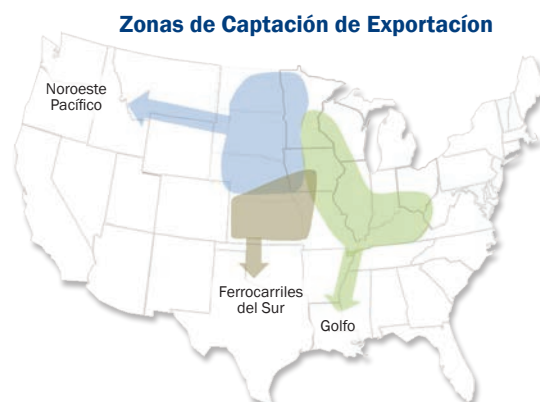 Zonas de Captación de Exportacíon
Noroeste
Pacífico
Ferrocarriles
del Sur
Golfo